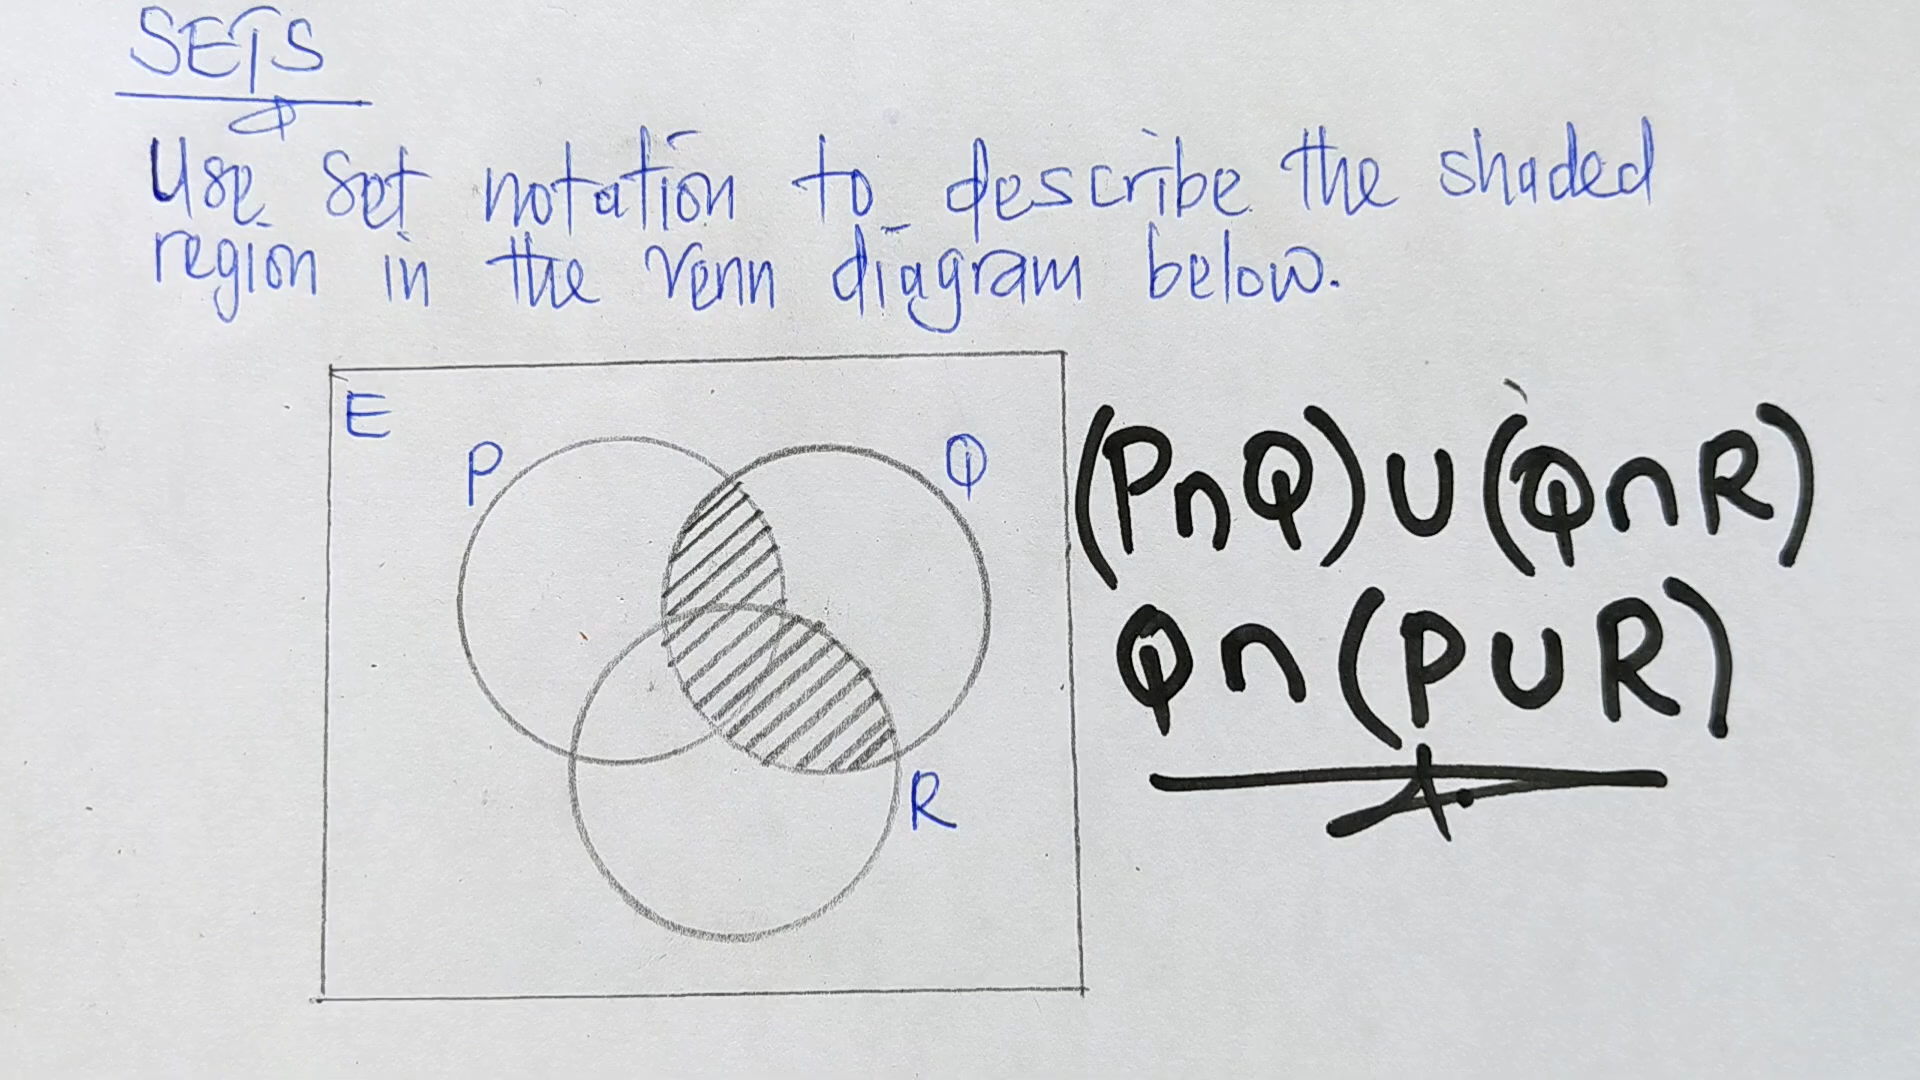 SETS
Use set notation to describe the shaded
region in the Venn diagram below.
E
P
Q
R
(P∩Q)∪(Q∩R)
Q∩(P∪R)